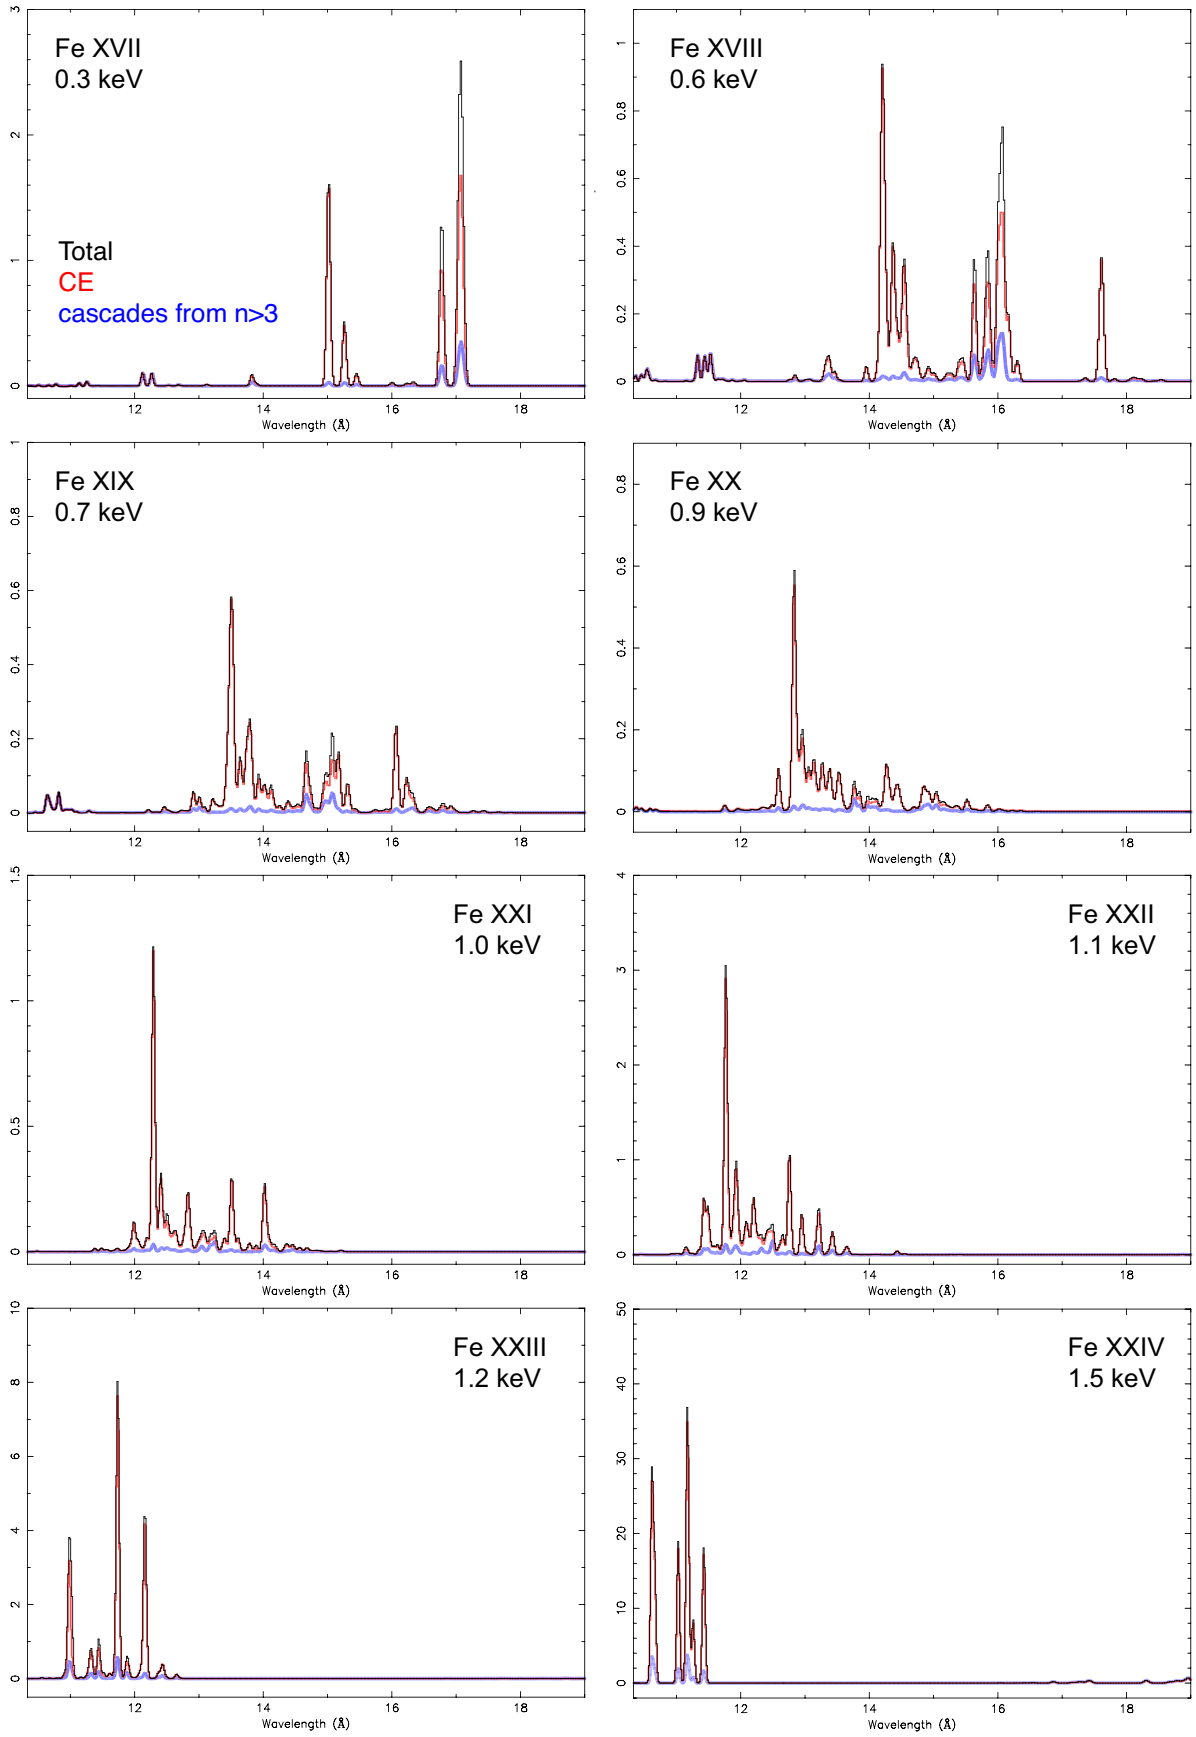 Fe XVII
0.3 keV
Total
CE
cascades from n>3
0
1
2
3
12
14
16
18
Wavelength (Å)
Fe XVIII
0.6 keV
0
0.2
0.4
0.6
0.8
1
12
14
16
18
Wavelength (Å)
Fe XIX
0.7 keV
0
0.2
0.4
0.6
0.8
1
12
14
16
18
Wavelength (Å)
Fe XX
0.9 keV
0
0.2
0.4
0.6
0.8
12
14
16
18
Wavelength (Å)
Fe XXI
1.0 keV
0
0.5
1
1.5
12
14
16
18
Wavelength (Å)
Fe XXII
1.1 keV
0
1
2
3
4
12
14
16
18
Wavelength (Å)
Fe XXIII
1.2 keV
0
2
4
6
8
10
12
14
16
18
Wavelength (Å)
Fe XXIV
1.5 keV
0
10
20
30
40
50
12
14
16
18
Wavelength (Å)